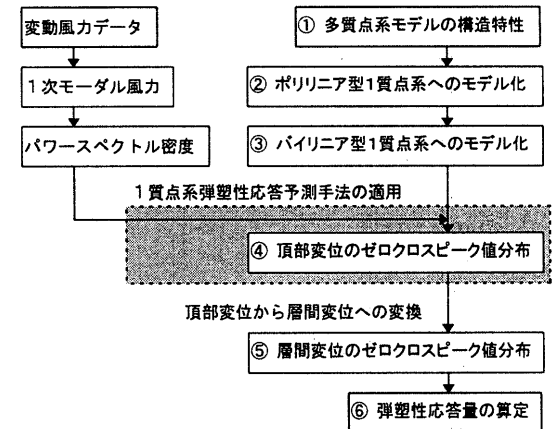 変動風力データ
1次モーダル風力
パワースペクトル密度
① 多質点系モデルの構造特性
② ポリリニア型1質点系へのモデル化
③ バイリニア型1質点系へのモデル化
1質点系弾塑性応答予測手法の適用
④ 頂部変位のゼロクロスピーク値分布
頂部変位から層間変位への変換
⑤ 層間変位のゼロクロスピーク値分布
⑥ 弾塑性応答量の算定